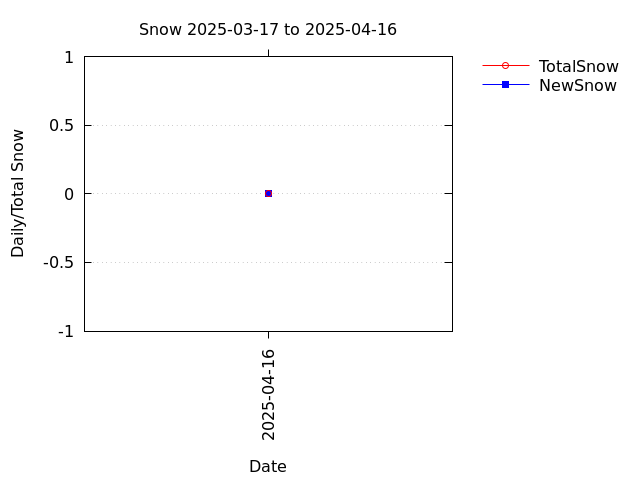 Snow 2025-03-17 to 2025-04-16
TotalSnow
NewSnow
1
0.5
0
-0.5
-1
Daily/Total Snow
2025-04-16
Date